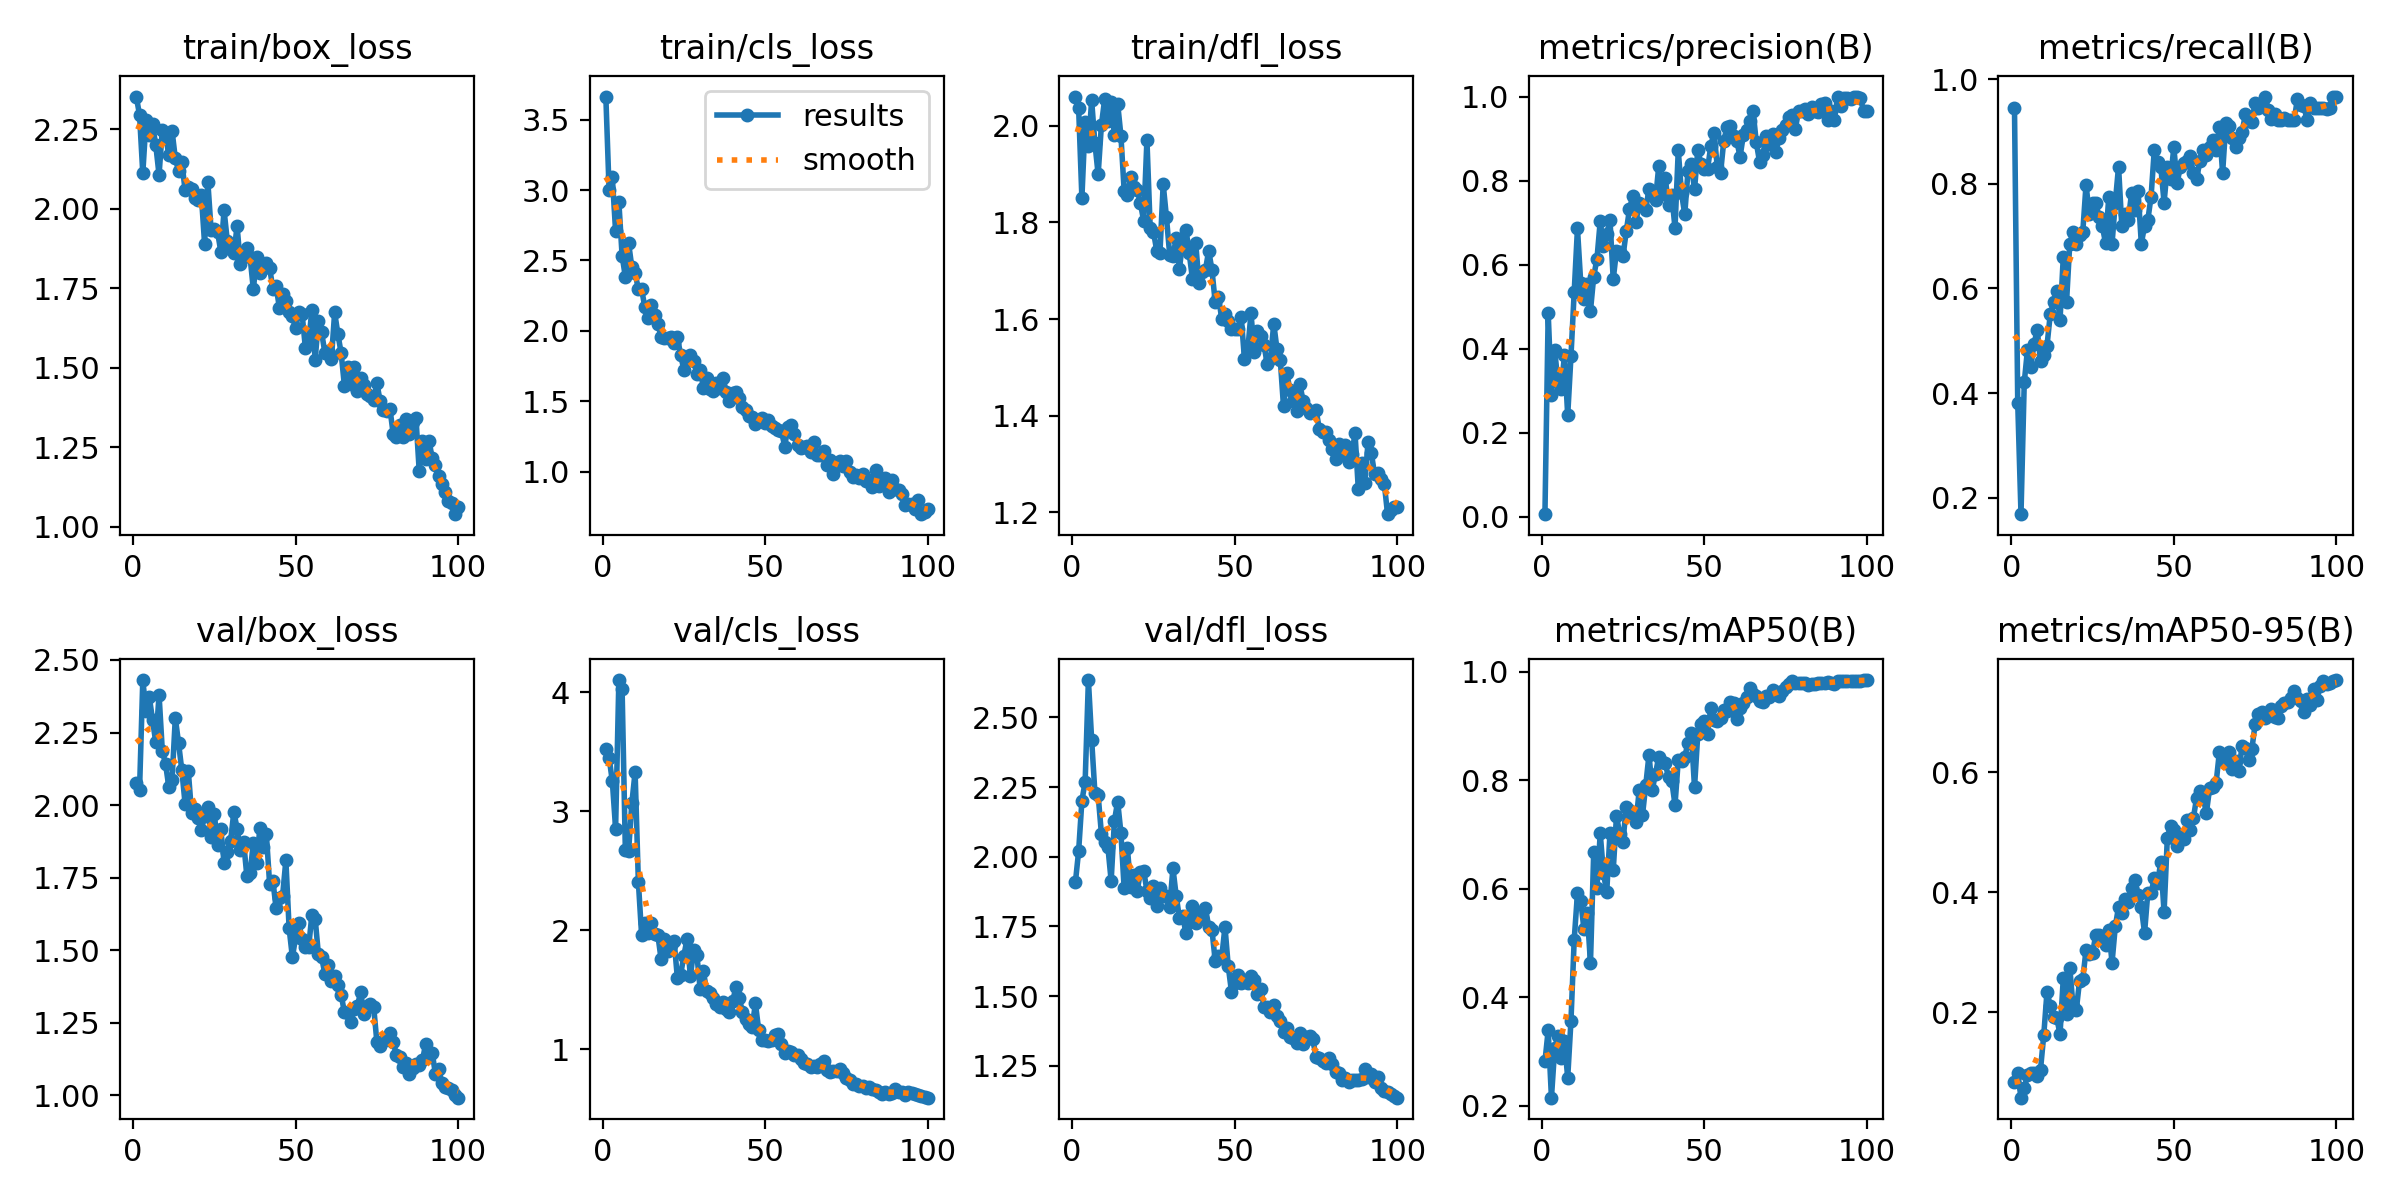 train/box_loss
train/cls_loss
train/dfl_loss
metrics/precision(B)
metrics/recall(B)
2.25
2.00
1.75
1.50
1.25
1.00
0 50 100
3.5
3.0
2.5
2.0
1.5
1.0
0 50 100
results
smooth
2.0
1.8
1.6
1.4
1.2
0 50 100
1.0
0.8
0.6
0.4
0.2
0.0
0 50 100
1.0
0.8
0.6
0.4
0.2
0 50 100
val/box_loss
val/cls_loss
val/dfl_loss
metrics/mAP50(B)
metrics/mAP50-95(B)
2.50
2.25
2.00
1.75
1.50
1.25
1.00
0 50 100
4
3
2
1
0 50 100
2.50
2.25
2.00
1.75
1.50
1.25
0 50 100
1.0
0.8
0.6
0.4
0.2
0 50 100
0.6
0.4
0.2
0 50 100